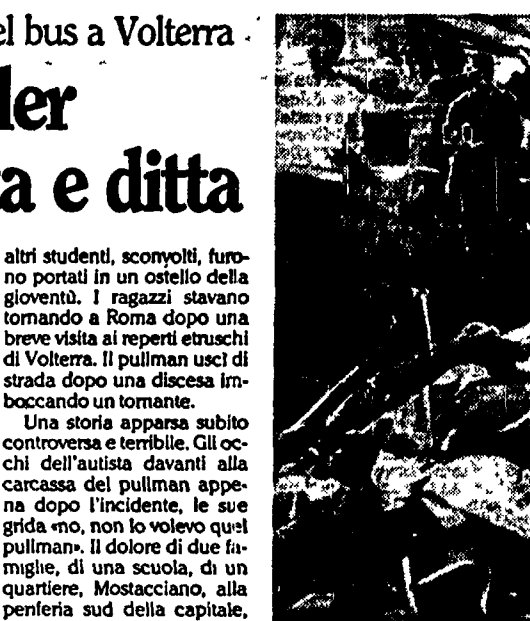 el bus a Volterra
ler
a e ditta
altri studenti, sconvolti, furo-
no portati in un ostello della
gioventù. I ragazzi stavano
tornando a Roma dopo una
breve visita ai reperti etruschi
di Volterra. Il pullman uscì di
strada dopo una discesa im-
boccando un tornante.
Una storia apparsa subito
controversa e terribile. Gli oc-
chi dell'autista davanti alla
carcassa del pullman appe-
na dopo l'incidente, le sue
grida «no, non lo volevo quel
pullman». Il dolore di due fa-
miglie, di una scuola, di un
quartiere, Mostacciano, alla
periferia sud della capitale,